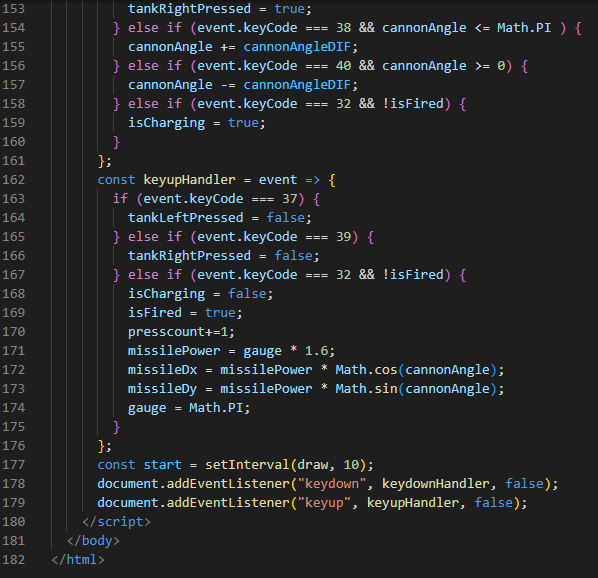 153 tankRightPressed = true;
154 } else if (event.keyCode === 38 && cannonAngle <= Math.PI ) {
155 cannonAngle += cannonAngleDIF;
156 } else if (event.keyCode === 40 && cannonAngle >= 0) {
157 cannonAngle -= cannonAngleDIF;
158 } else if (event.keyCode === 32 && !isFired) {
159 isCharging = true;
160 }
161 };
162 const keyupHandler = event => {
163 if (event.keyCode === 37) {
164 tankLeftPressed = false;
165 } else if (event.keyCode === 39) {
166 tankRightPressed = false;
167 } else if (event.keyCode === 32 && !isFired) {
168 isCharging = false;
169 isFired = true;
170 presscount+=1;
171 missilePower = gauge * 1.6;
172 missileDx = missilePower * Math.cos(cannonAngle);
173 missileDy = missilePower * Math.sin(cannonAngle);
174 gauge = Math.PI;
175 }
176 };
177 const start = setInterval(draw, 10);
178 document.addEventListener("keydown", keydownHandler, false);
179 document.addEventListener("keyup", keyupHandler, false);
180 </script>
181 </body>
182 </html>